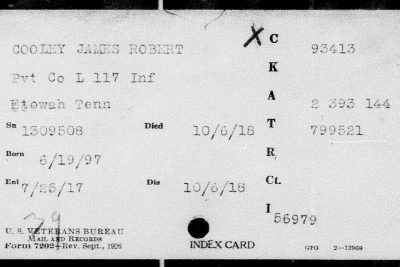 COOLEY JAMES ROBERT X C 93413
Pvt Co L 117 Inf K
Etowah Tenn A 2 393 144
Sn 1309508 Died 10/6/18 T 799521
Born 6/19/97 R
Enl 7/25/17 Dis 10/6/18 Ct.
I 56979
39
U. S. VETERANS BUREAU
MAIL AND RECORDS
Form 7202—Rev. Sept., 1926 INDEX CARD GPO 2—13969